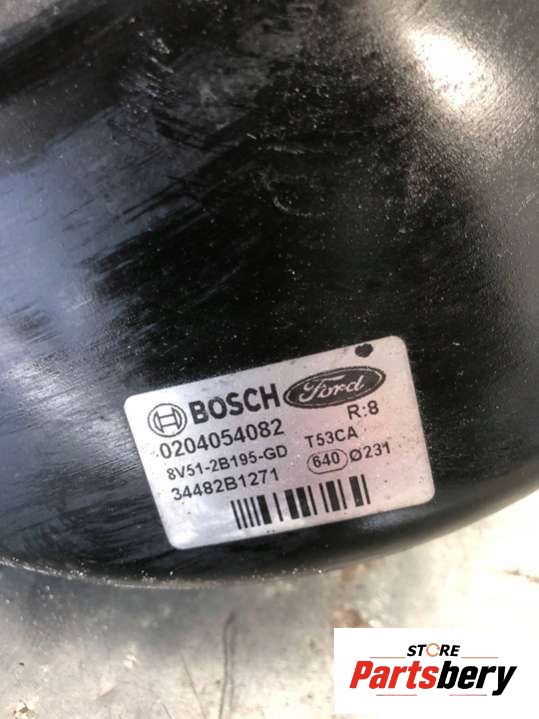 BOSCH Ford
0204054082 R:8
8V51-2B195-GD T53CA
34482B1271 640 Ø231
STORE
Partsbery